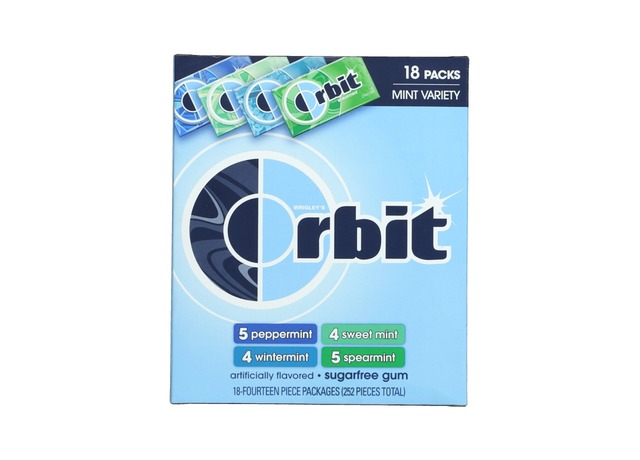 Orbit
18 PACKS
MINT VARIETY
WRIGLEY'S
Orbit
5 peppermint 4 sweet mint
4 wintermint 5 spearmint
artificially flavored • sugarfree gum
18-FOURTEEN PIECE PACKAGES (252 PIECES TOTAL)